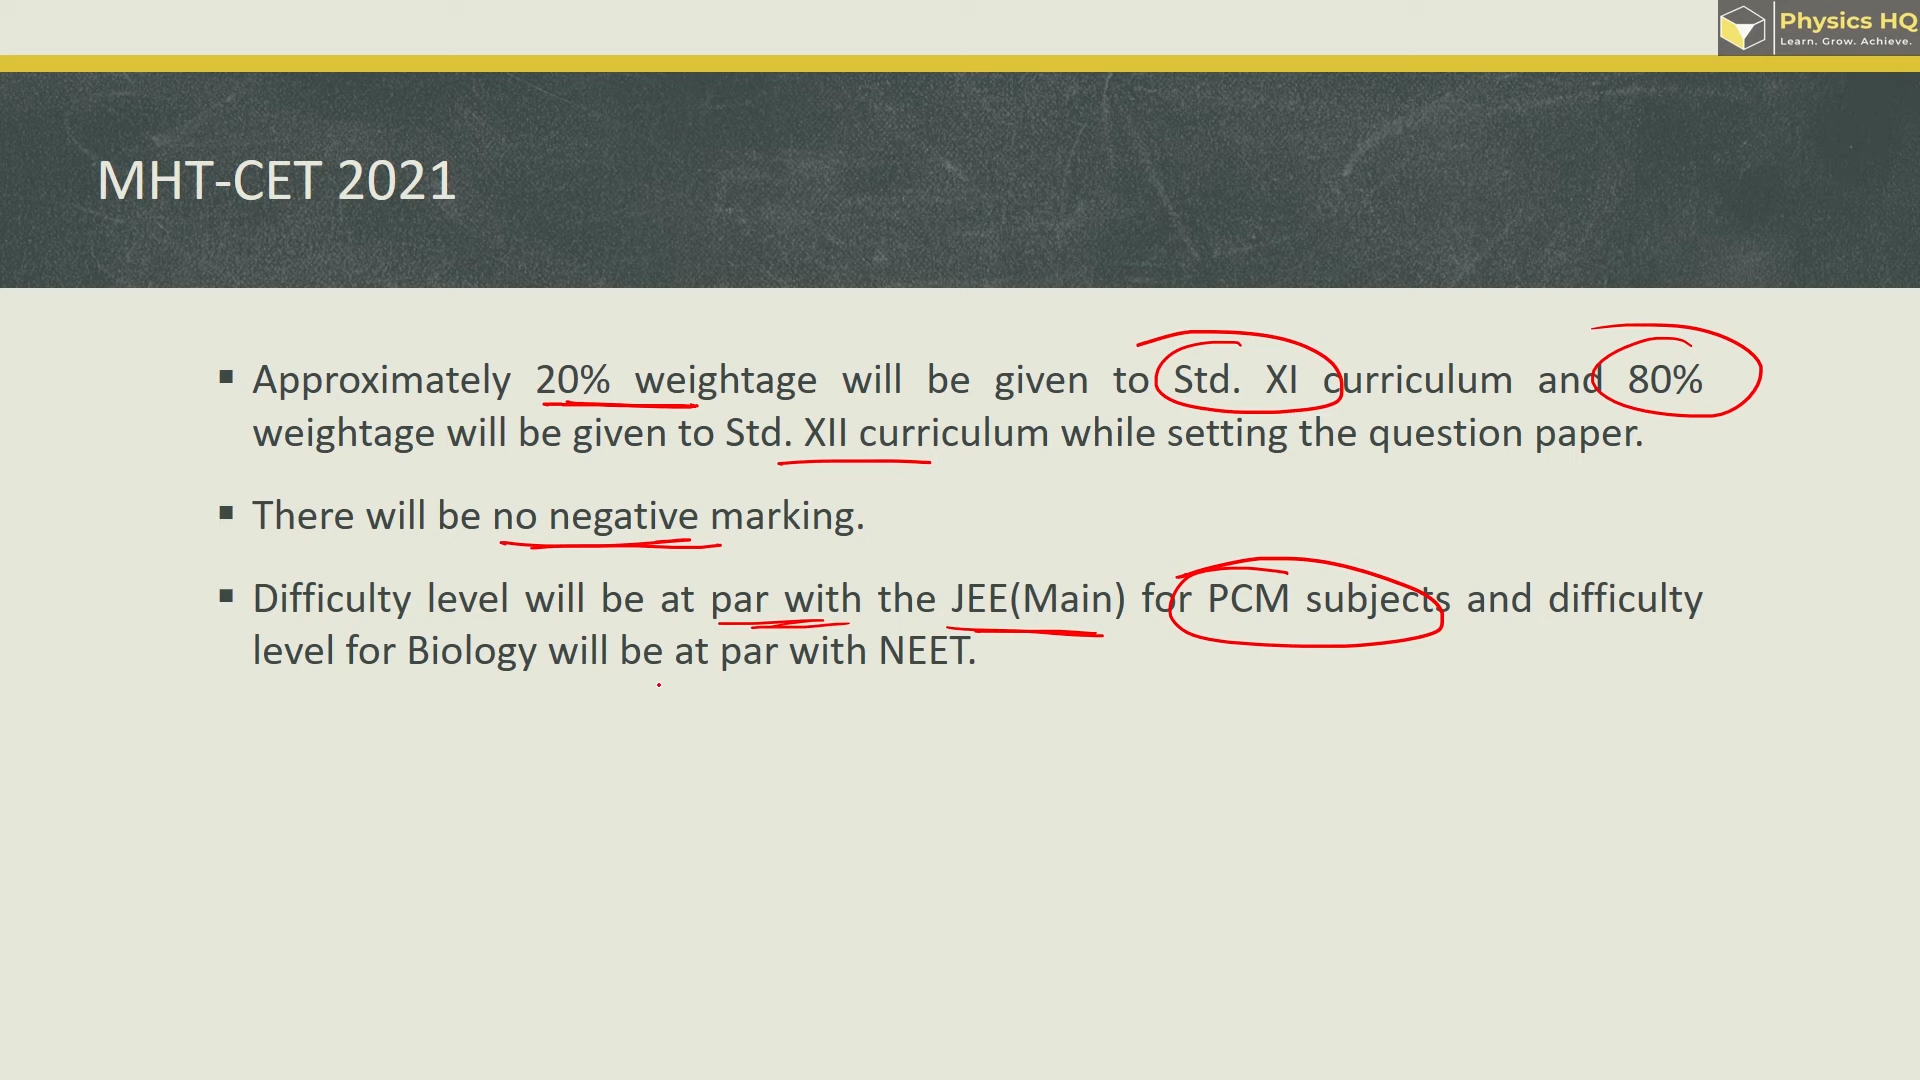 Physics HQ
Learn. Grow. Achieve.
MHT-CET 2021
▪ Approximately 20% weightage will be given to Std. XI curriculum and 80%
weightage will be given to Std. XII curriculum while setting the question paper.
▪ There will be no negative marking.
▪ Difficulty level will be at par with the JEE(Main) for PCM subjects and difficulty
level for Biology will be at par with NEET.